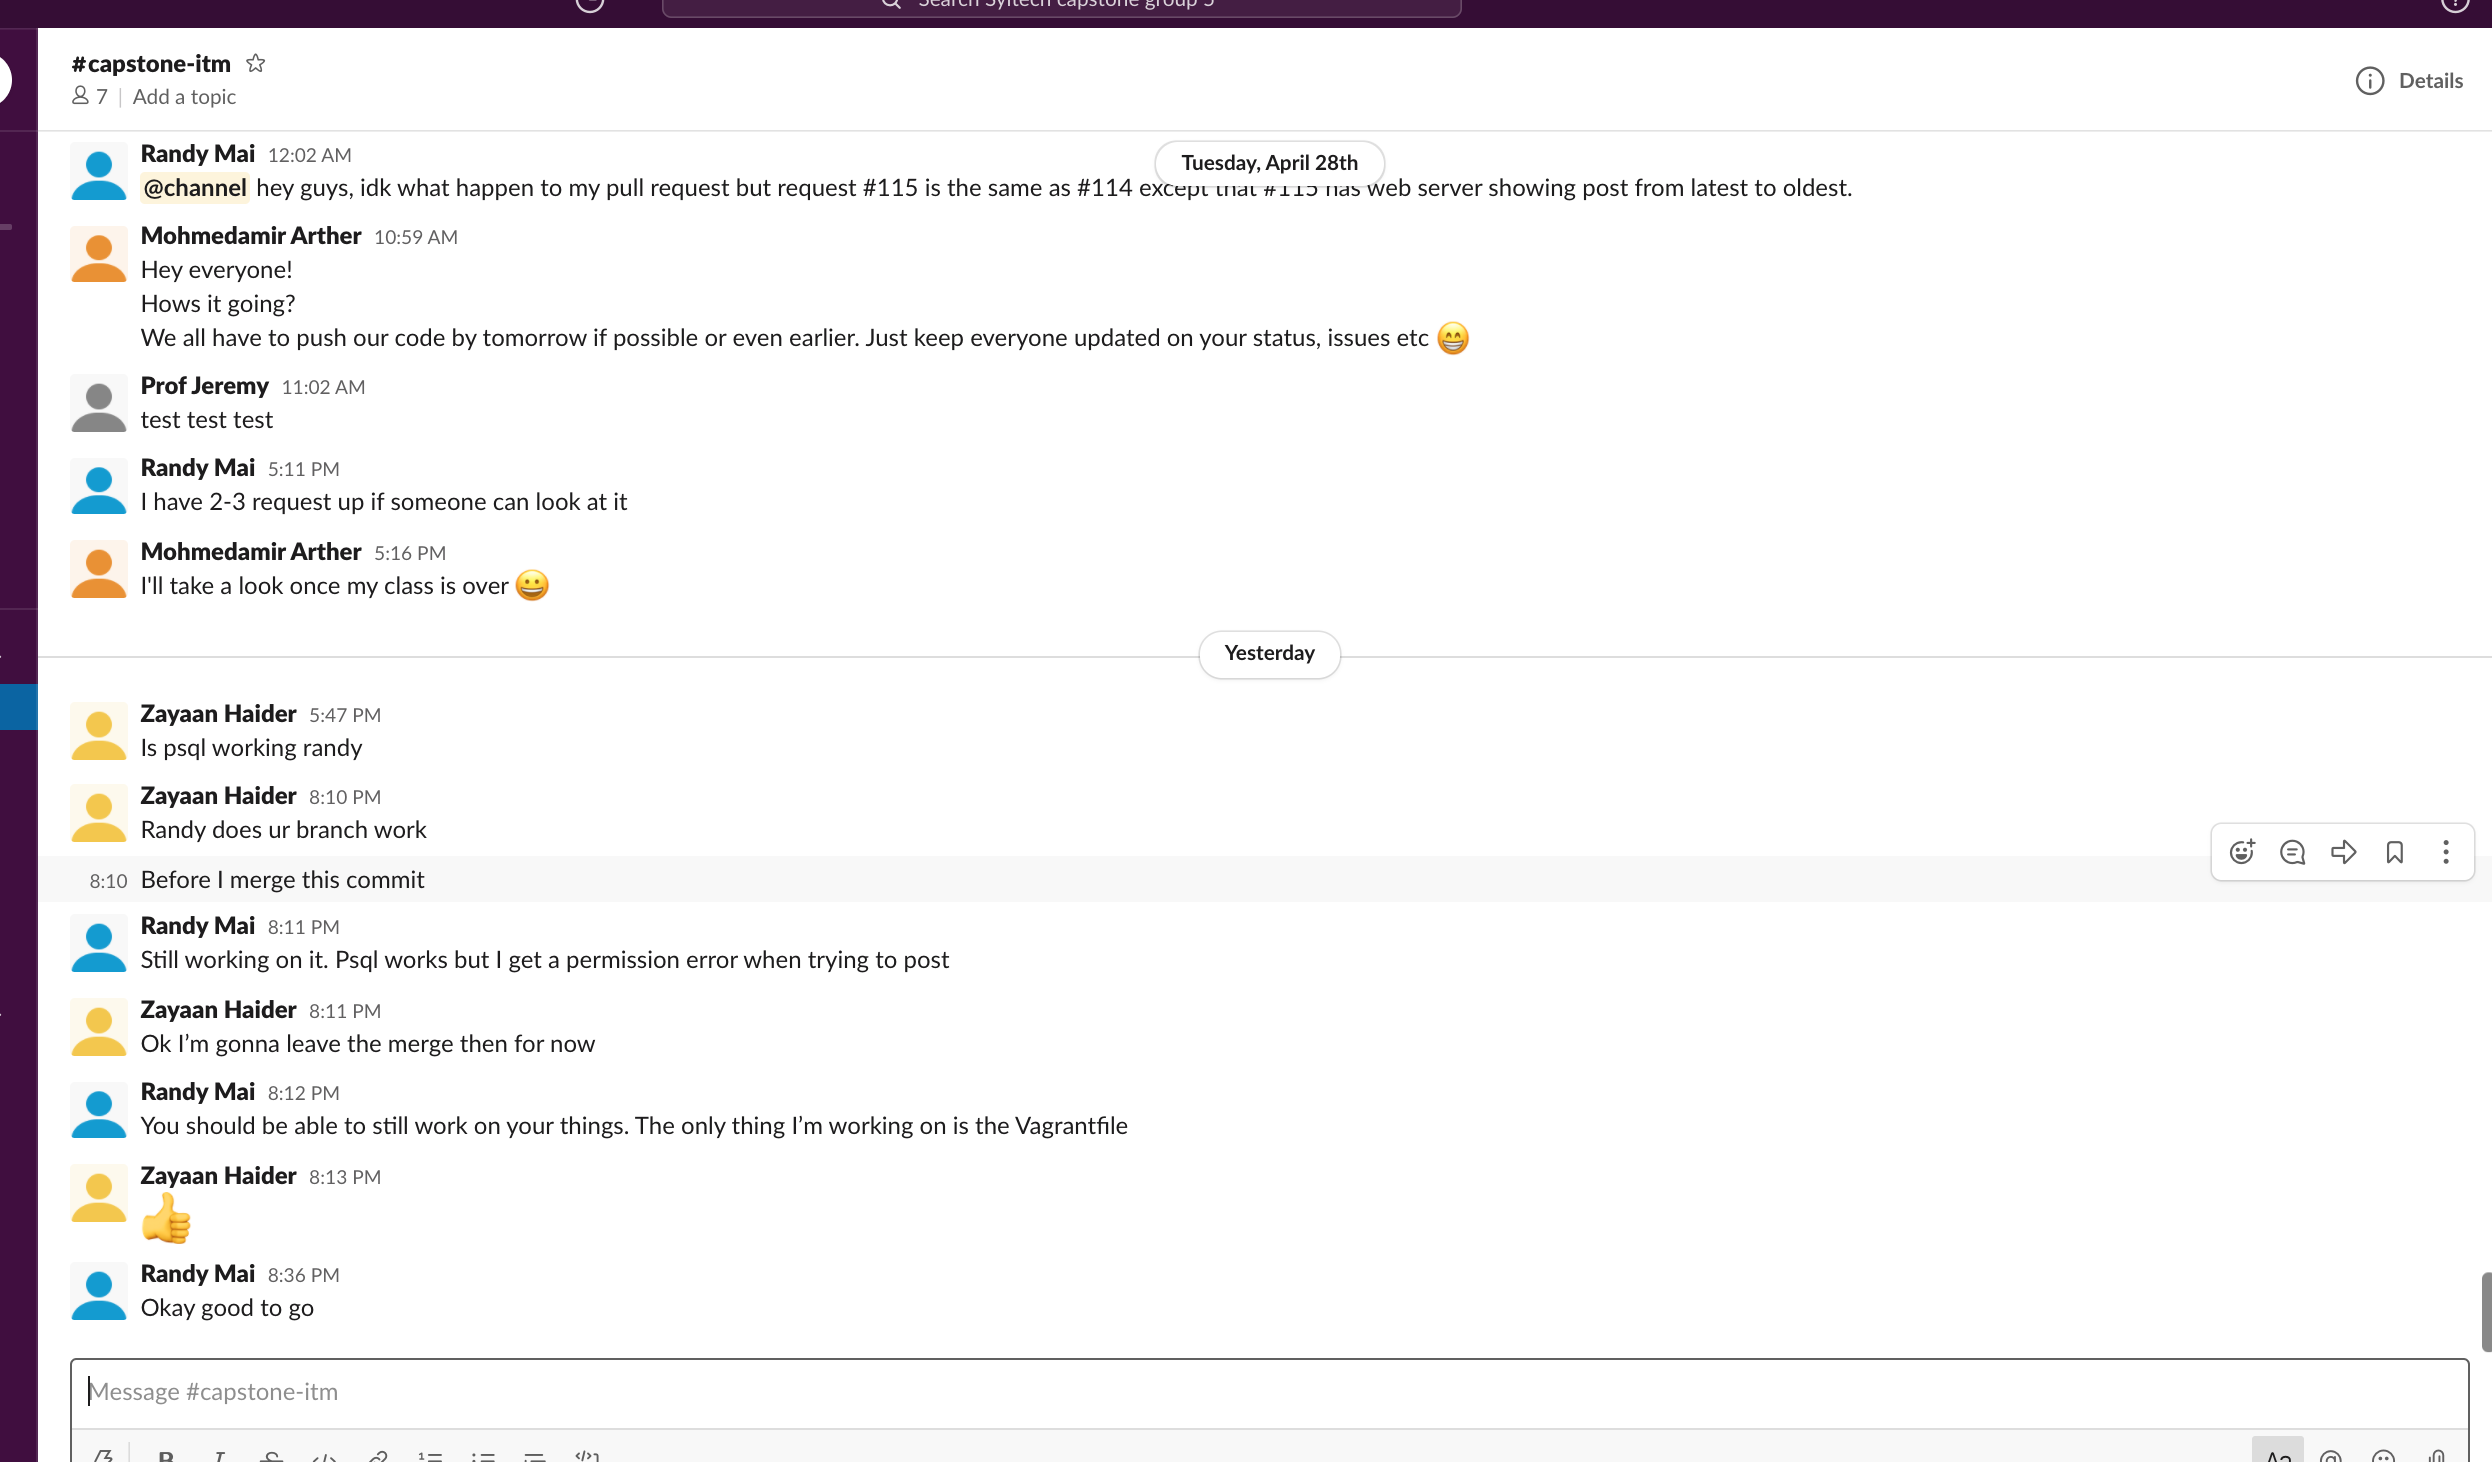 Search Syltech capstone group 5
#capstone-itm
7 | Add a topic
Details
Tuesday, April 28th
Randy Mai 12:02 AM
@channel hey guys, idk what happen to my pull request but request #115 is the same as #114 except that #115 has web server showing post from latest to oldest.
Mohmedamir Arther 10:59 AM
Hey everyone!
Hows it going?
We all have to push our code by tomorrow if possible or even earlier. Just keep everyone updated on your status, issues etc
Prof Jeremy 11:02 AM
test test test
Randy Mai 5:11 PM
I have 2-3 request up if someone can look at it
Mohmedamir Arther 5:16 PM
I'll take a look once my class is over
Yesterday
Zayaan Haider 5:47 PM
Is psql working randy
Zayaan Haider 8:10 PM
Randy does ur branch work
8:10 Before I merge this commit
Randy Mai 8:11 PM
Still working on it. Psql works but I get a permission error when trying to post
Zayaan Haider 8:11 PM
Ok I’m gonna leave the merge then for now
Randy Mai 8:12 PM
You should be able to still work on your things. The only thing I’m working on is the Vagrantfile
Zayaan Haider 8:13 PM
Randy Mai 8:36 PM
Okay good to go
Message #capstone-itm